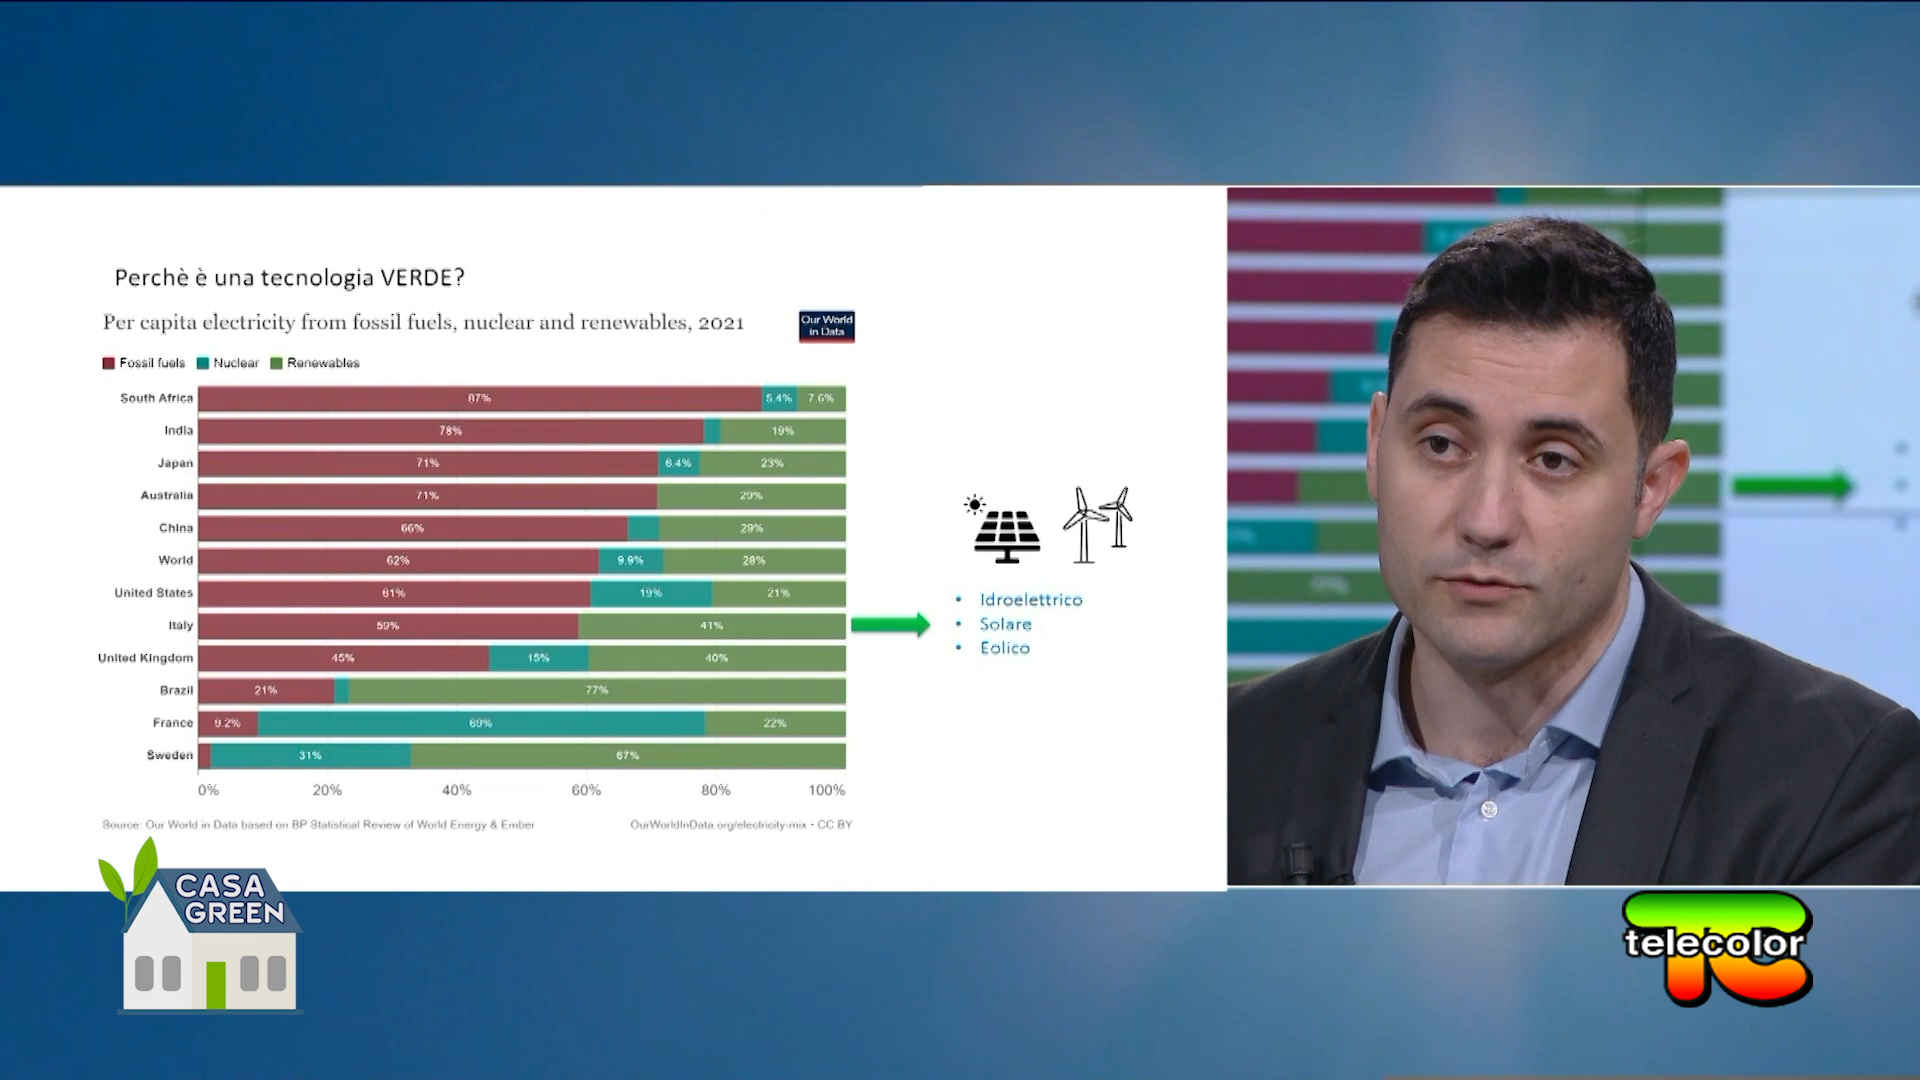 Perchè è una tecnologia VERDE?
Per capita electricity from fossil fuels, nuclear and renewables, 2021
Our World
in Data
Fossil fuels Nuclear Renewables
South Africa 87% 5.4% 7.6%
India 78% 19%
Japan 71% 6.4% 23%
Australia 71% 29%
China 66% 29%
World 62% 9.9% 28%
United States 61% 19% 21%
Italy 59% 41%
United Kingdom 45% 15% 40%
Brazil 21% 77%
France 9.2% 69% 22%
Sweden 31% 67%
0% 20% 40% 60% 80% 100%
Source: Our World in Data based on BP Statistical Review of World Energy & Ember
OurWorldInData.org/electricity-mix • CC BY
• Idroelettrico
• Solare
• Eolico
CASA
GREEN
telecolor